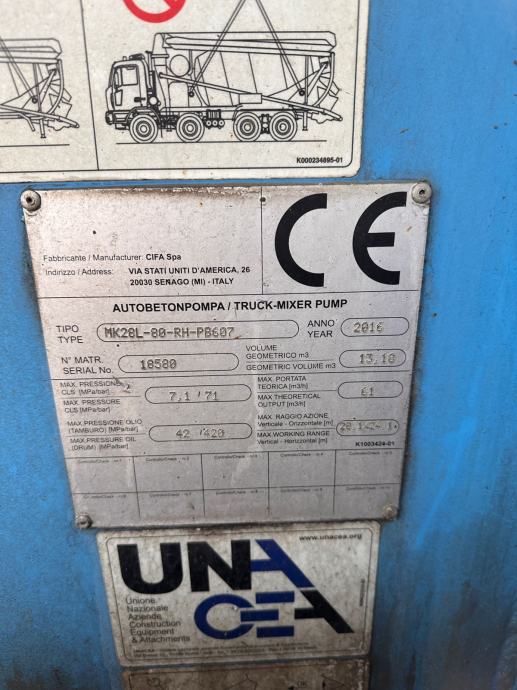 K000234895-01
CE
Fabbricante / Manufacturer: CIFA Spa
Indirizzo / Address: VIA STATI UNITI D'AMERICA, 26
20030 SENAGO (MI) - ITALY
AUTOBETONPOMPA / TRUCK-MIXER PUMP
TIPO
TYPE
MK28L-80-RH-PB607
ANNO
YEAR
2016
N° MATR.
SERIAL No.
18580
VOLUME
GEOMETRICO m3
GEOMETRIC VOLUME m3
13,18
MAX. PRESSIONE
CLS [MPa/bar]
MAX. PRESSURE
CLS [MPa/bar]
7,1 / 71
MAX. PORTATA
TEORICA [m3/h]
MAX THEORETICAL
OUTPUT [m3/h]
61
MAX. PRESSIONE OLIO
(TAMBURO) [MPa/bar]
MAX PRESSURE OIL
(DRUM) [MPa/bar]
42 / 420
MAX. RAGGIO AZIONE
Verticale - Orizzontale [m]
MAX WORKING RANGE
Vertical - Horizontal [m]
K1003424-01
www.unacea.org
UNA
CEA
Unione
Nazionale
Aziende
Construction
Equipment
& Attachments